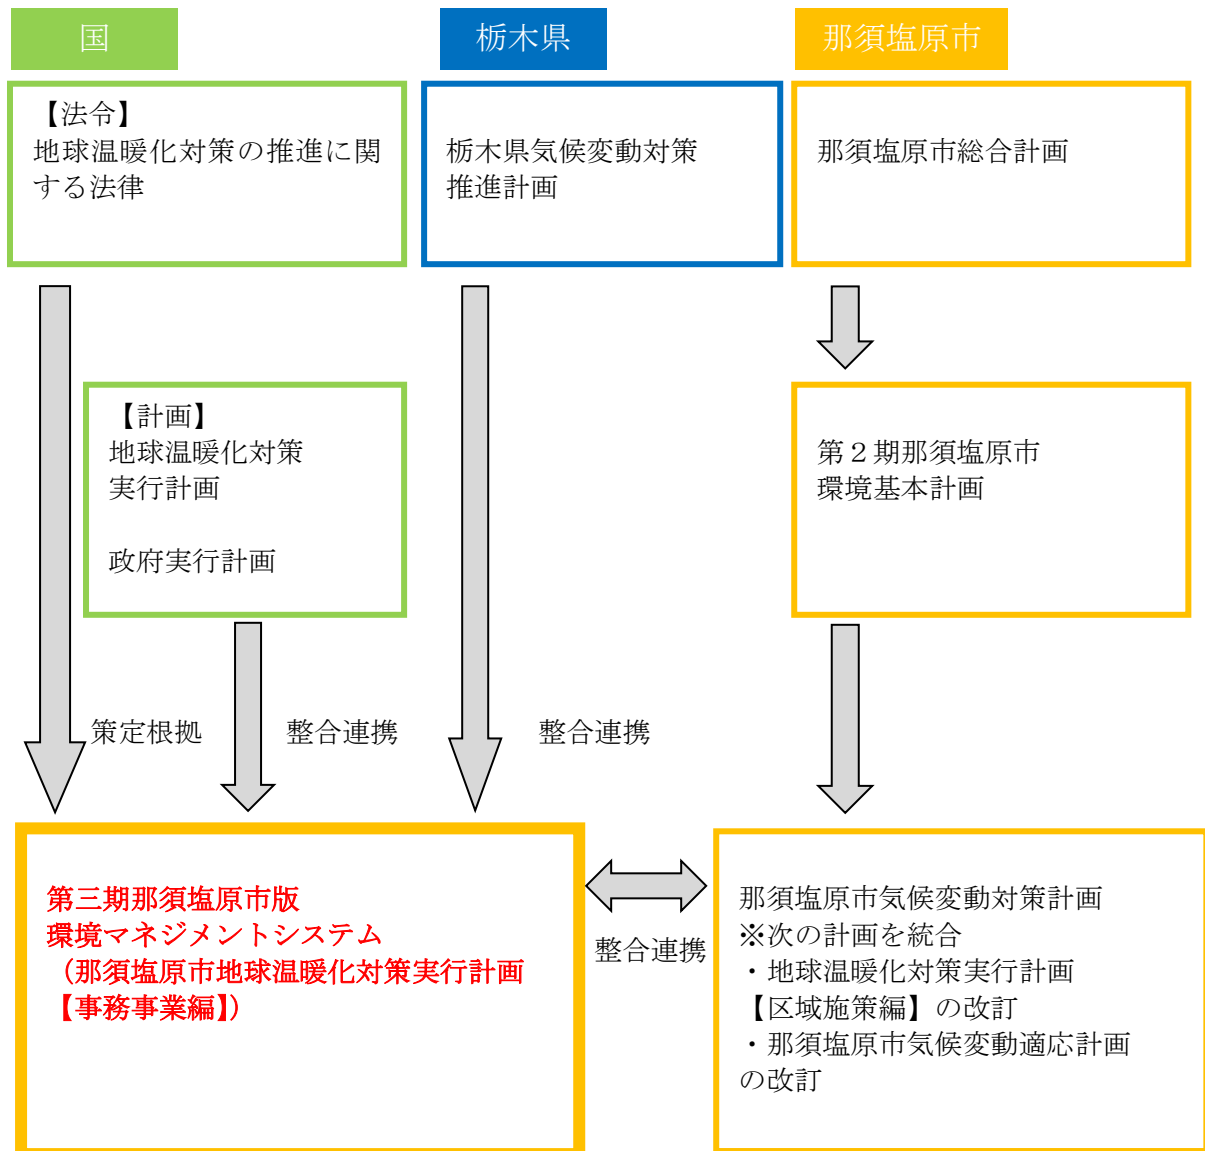 国
栃木県
那須塩原市
【法令】
地球温暖化対策の推進に関
する法律
栃木県気候変動対策
推進計画
那須塩原市総合計画
【計画】
地球温暖化対策
実行計画
政府実行計画
第２期那須塩原市
環境基本計画
策定根拠
整合連携
整合連携
第三期那須塩原市版
環境マネジメントシステム
（那須塩原市地球温暖化対策実行計画
【事務事業編】）
整合連携
那須塩原市気候変動対策計画
※次の計画を統合
・地球温暖化対策実行計画
【区域施策編】の改訂
・那須塩原市気候変動適応計画
の改訂